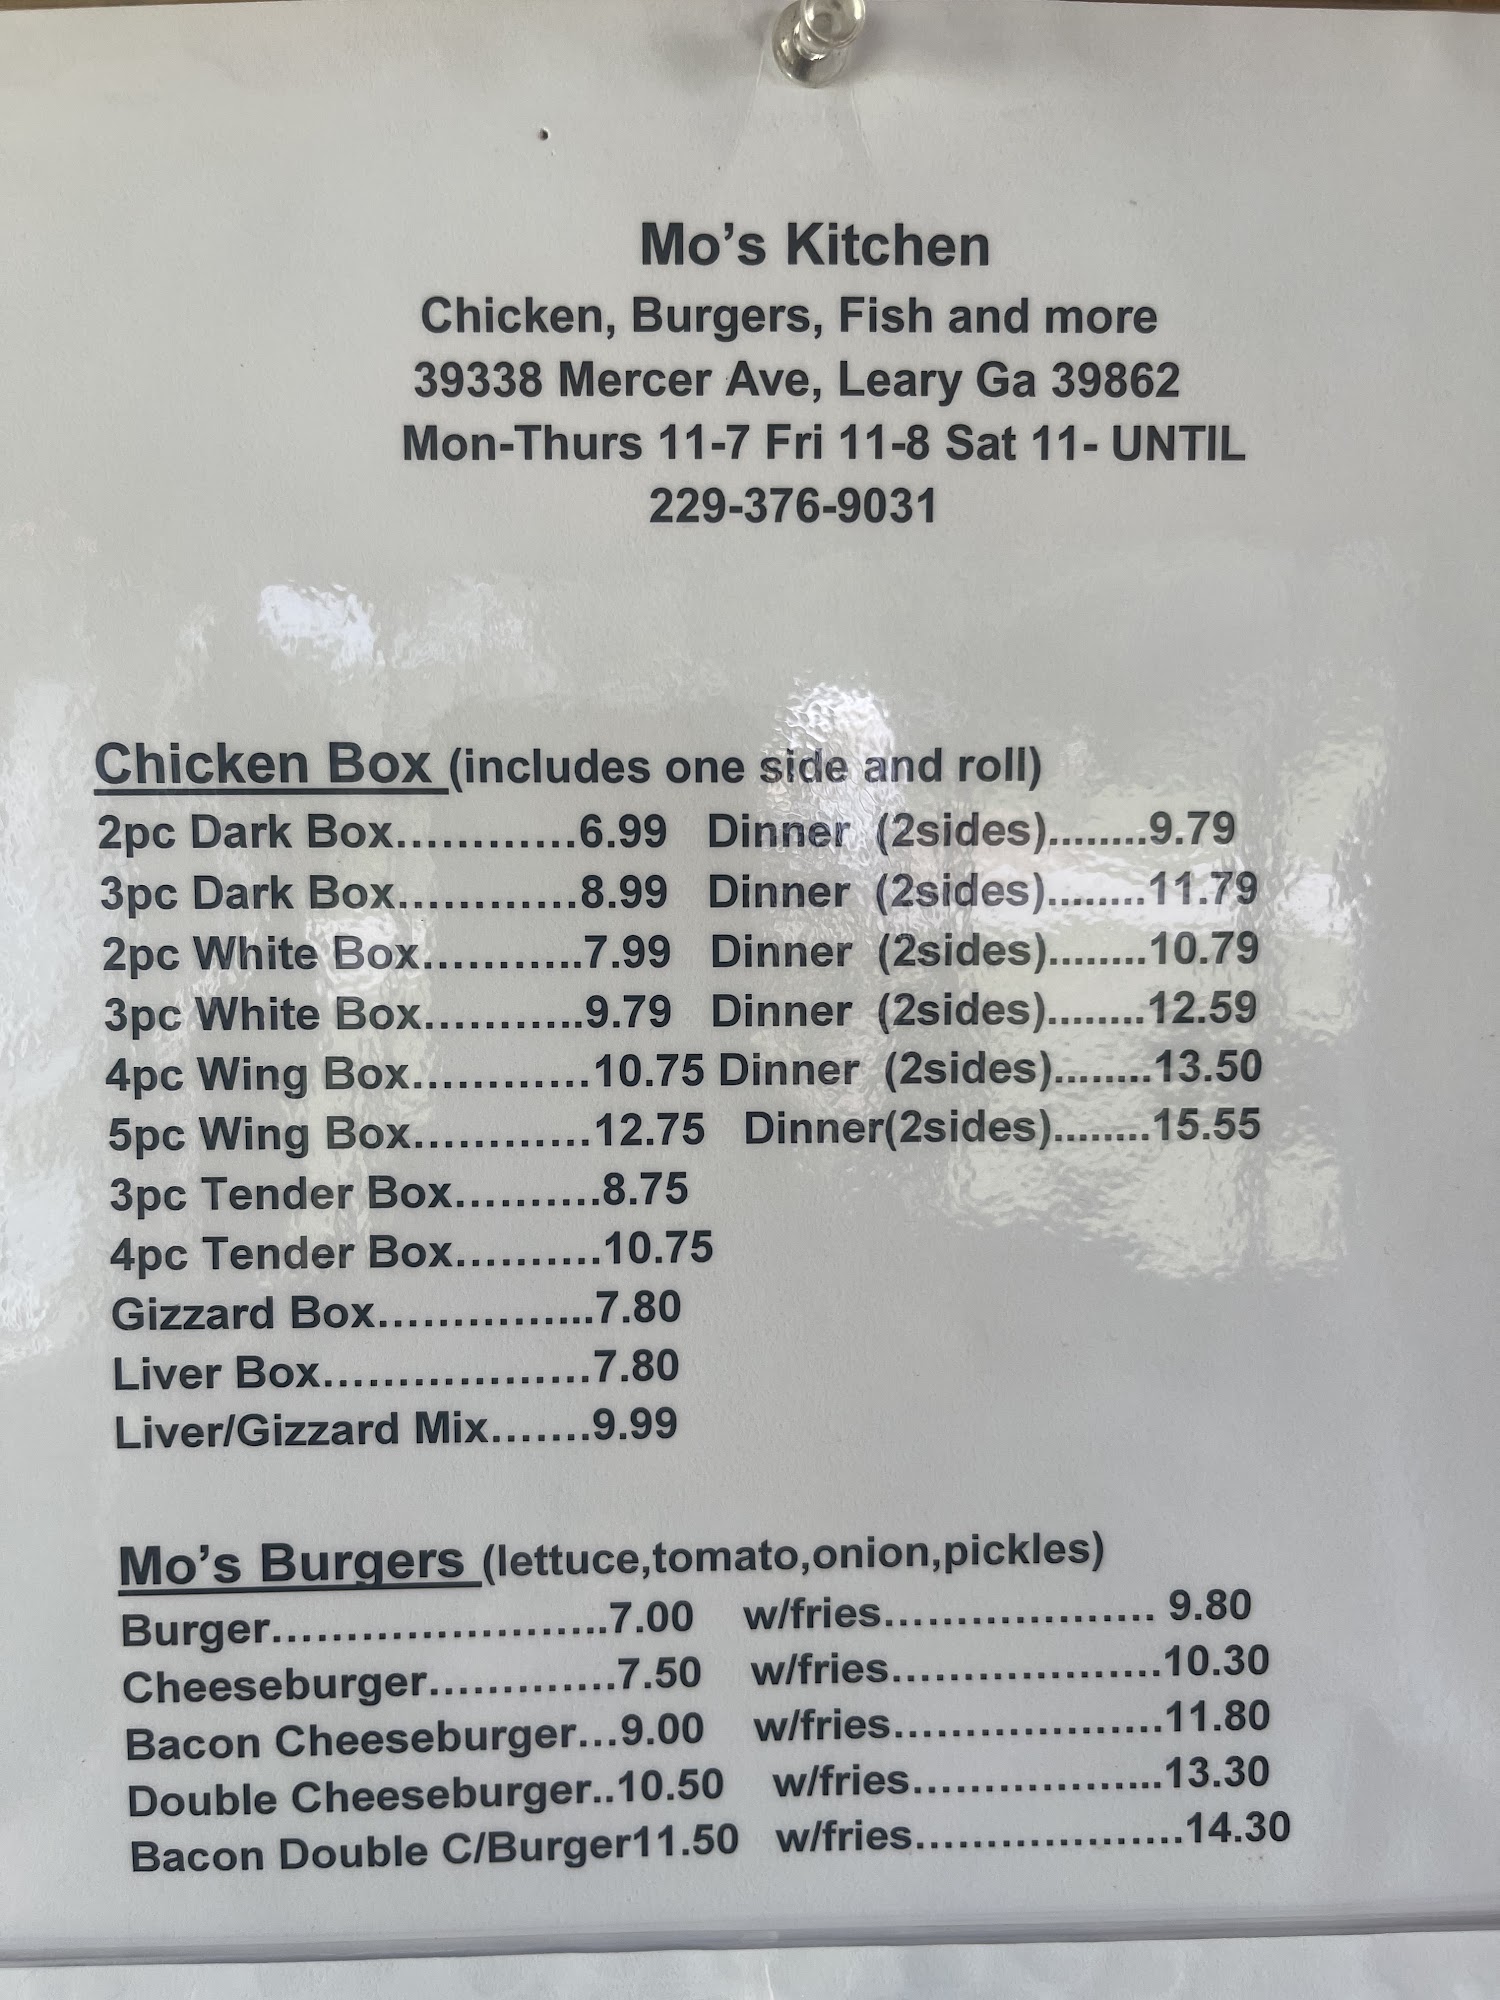 Mo's Kitchen
Chicken, Burgers, Fish and more
39338 Mercer Ave, Leary Ga 39862
Mon-Thurs 11-7 Fri 11-8 Sat 11- UNTIL
229-376-9031
Chicken Box (includes one side and roll)
2pc Dark Box............6.99 Dinner (2sides)........9.79
3pc Dark Box............8.99 Dinner (2sides)........11.79
2pc White Box...........7.99 Dinner (2sides)........10.79
3pc White Box...........9.79 Dinner (2sides)........12.59
4pc Wing Box............10.75 Dinner (2sides)........13.50
5pc Wing Box............12.75 Dinner(2sides)........15.55
3pc Tender Box..........8.75
4pc Tender Box..........10.75
Gizzard Box...............7.80
Liver Box..................7.80
Liver/Gizzard Mix.......9.99
Mo's Burgers (lettuce,tomato,onion,pickles)
Burger.......................7.00 w/fries................... 9.80
Cheeseburger.............7.50 w/fries...................10.30
Bacon Cheeseburger...9.00 w/fries...................11.80
Double Cheeseburger..10.50 w/fries..................13.30
Bacon Double C/Burger11.50 w/fries...................14.30